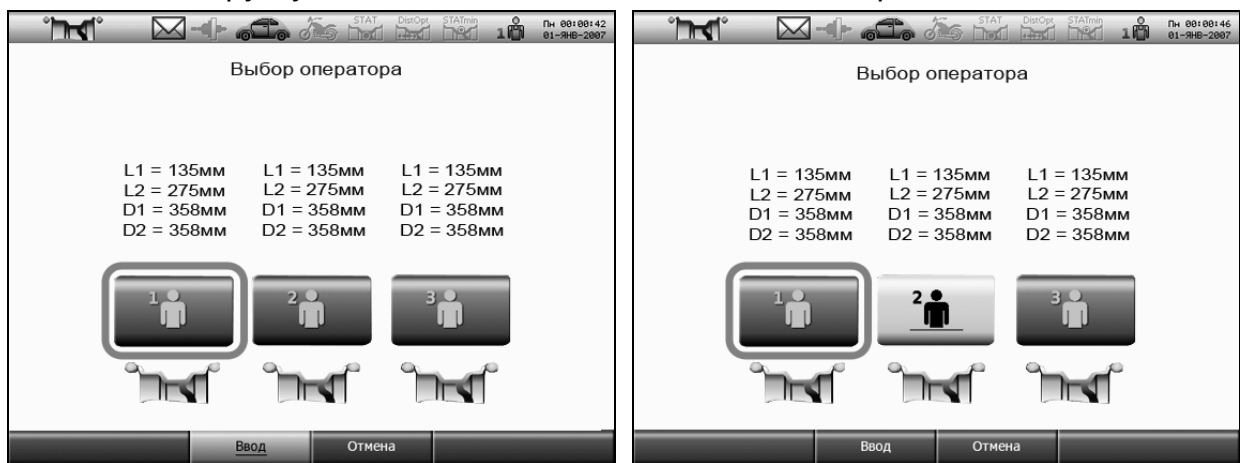 STAT DistOpt STATmin 1 Пн 00:00:42
01-ЯНВ-2007
Выбор оператора
L1 = 135мм L1 = 135мм L1 = 135мм
L2 = 275мм L2 = 275мм L2 = 275мм
D1 = 358мм D1 = 358мм D1 = 358мм
D2 = 358мм D2 = 358мм D2 = 358мм
1 2 3
Ввод Отмена
STAT DistOpt STATmin 1 Пн 00:00:46
01-ЯНВ-2007
Выбор оператора
L1 = 135мм L1 = 135мм L1 = 135мм
L2 = 275мм L2 = 275мм L2 = 275мм
D1 = 358мм D1 = 358мм D1 = 358мм
D2 = 358мм D2 = 358мм D2 = 358мм
1 2 3
Ввод Отмена